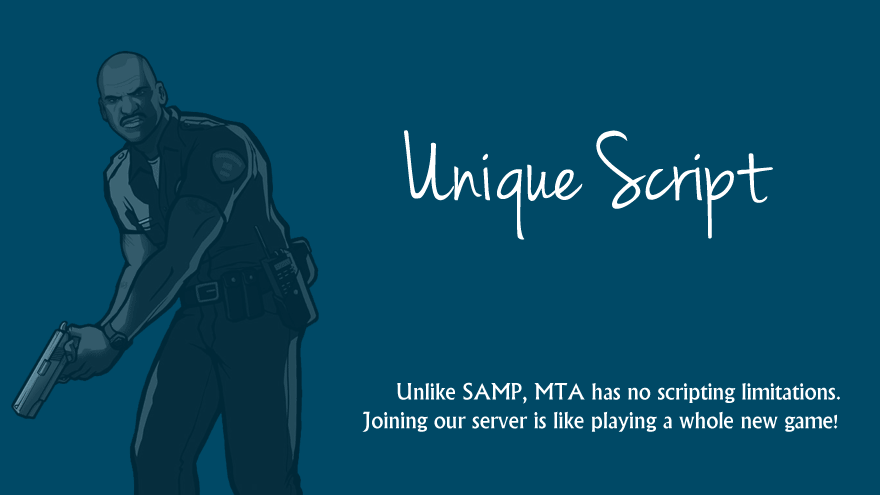 Unique Script
Unlike SAMP, MTA has no scripting limitations.
Joining our server is like playing a whole new game!